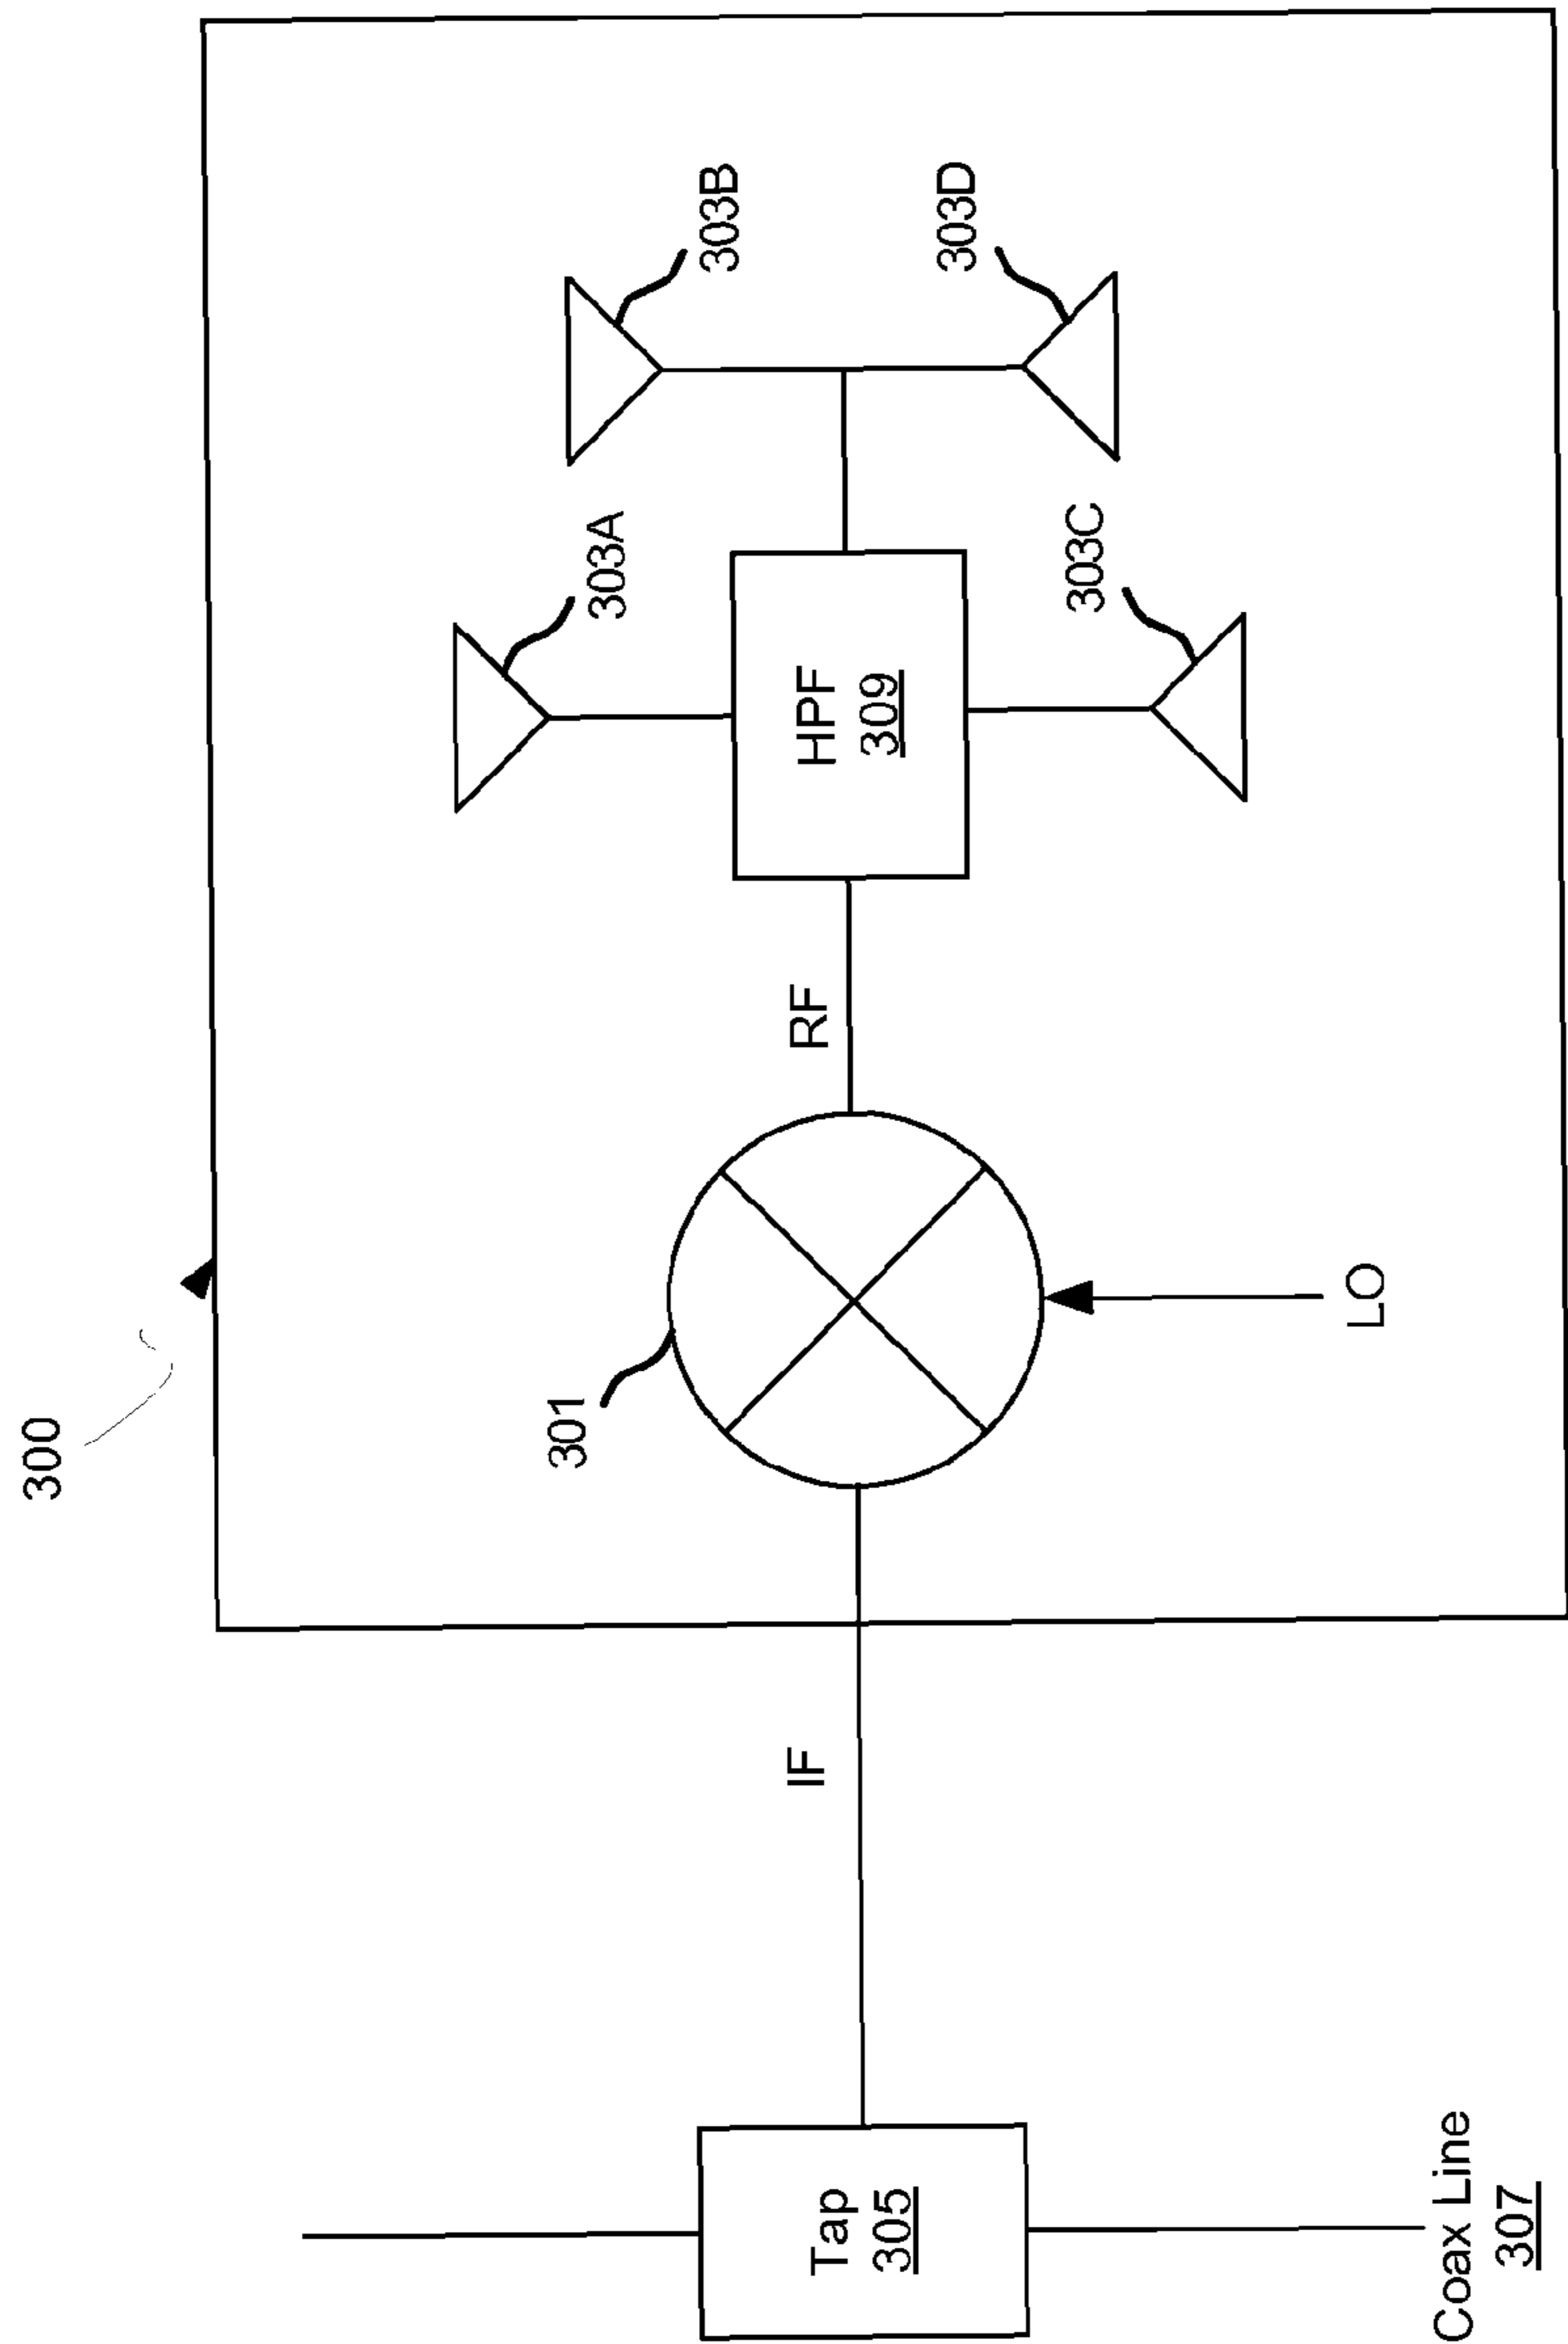 300
301
303A
303B
303C
303D
HPF
309
RF
LO
IF
Tap
305
Coax Line
307